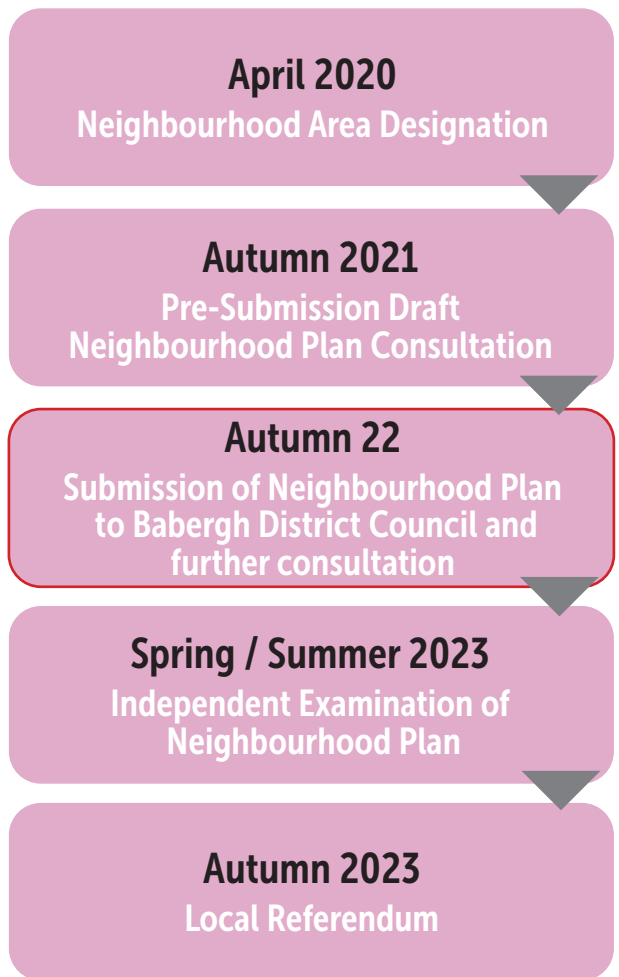 April 2020
Neighbourhood Area Designation
Autumn 2021
Pre-Submission Draft
Neighbourhood Plan Consultation
Autumn 22
Submission of Neighbourhood Plan
to Babergh District Council and
further consultation
Spring / Summer 2023
Independent Examination of
Neighbourhood Plan
Autumn 2023
Local Referendum